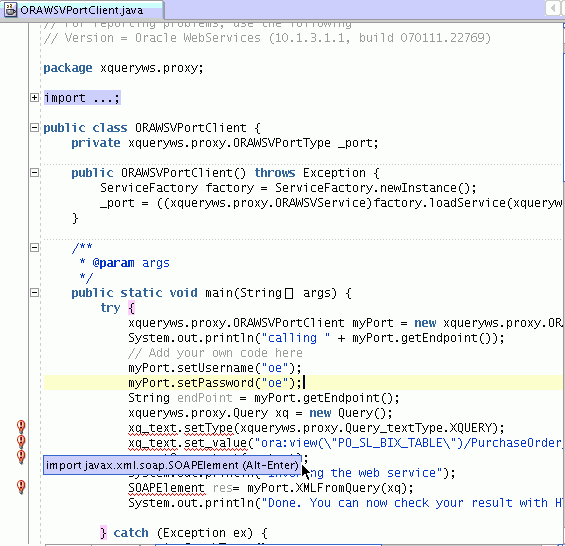 ORAWSVPortClient.java
// For reporting problems, use the following
// Version = Oracle WebServices (10.1.3.1.1, build 070111.22769)
package xqueryws.proxy;
import ...;
public class ORAWSVPortClient {
private xqueryws.proxy.ORAWSVPortType _port;
public ORAWSVPortClient() throws Exception {
ServiceFactory factory = ServiceFactory.newInstance();
_port = ((xqueryws.proxy.ORAWSVService)factory.loadService(xqueryw
}
/**
* @param args
*/
public static void main(String[] args) {
try {
xqueryws.proxy.ORAWSVPortClient myPort = new xqueryws.proxy.OR
System.out.println("calling " + myPort.getEndpoint());
// Add your own code here
myPort.setUsername("oe");
myPort.setPassword("oe");
String endPoint = myPort.getEndpoint();
xqueryws.proxy.Query xq = new Query();
xq_text.setType(xqueryws.proxy.Query_textType.XQUERY);
xq_text.set_value("ora:view(\"PO_SL_BIX_TABLE\")/PurchaseOrder
import javax.xml.soap.SOAPElement (Alt-Enter)
the web service");
SOAPElement res= myPort.XMLFromQuery(xq);
System.out.println("Done. You can now check your result with H
} catch (Exception ex) {